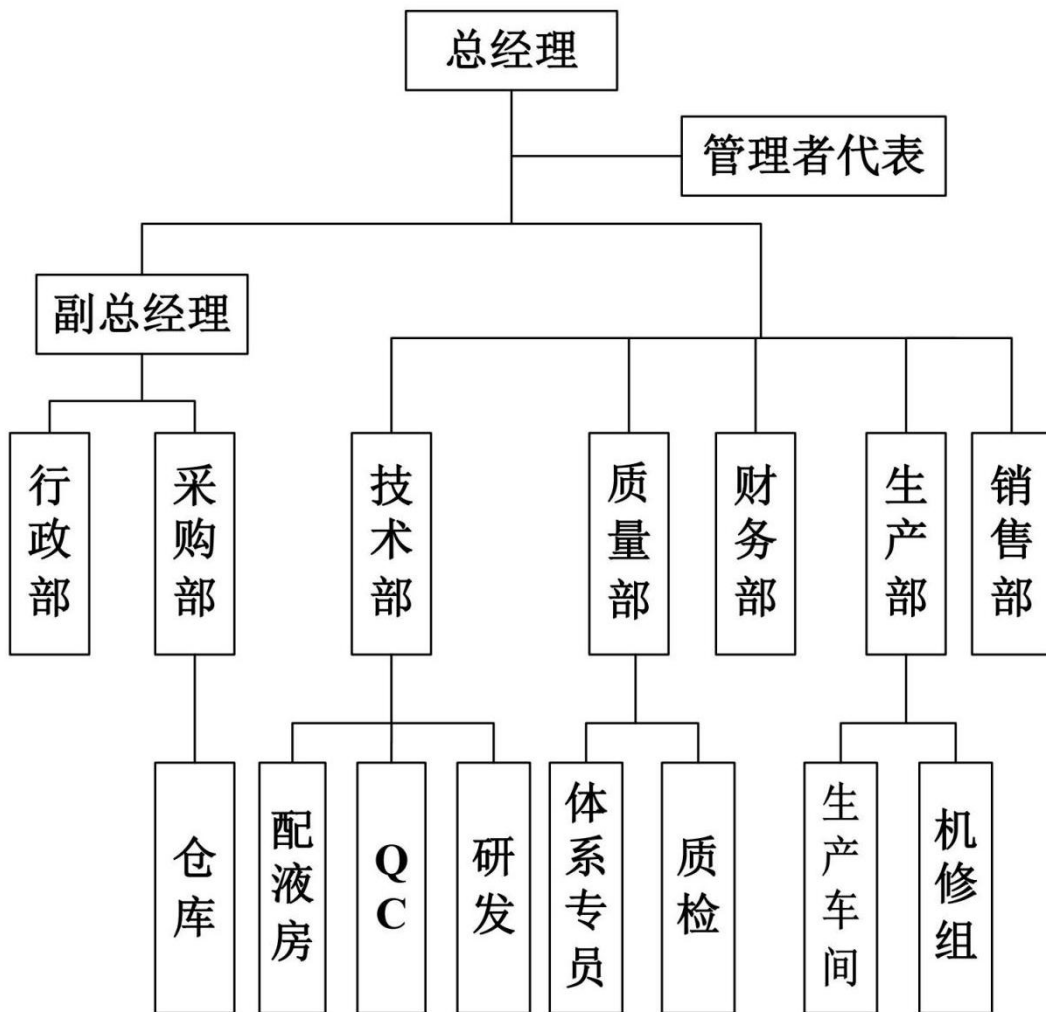 总经理
管理者代表
副总经理
行政部
采购部
技术部
质量部
财务部
生产部
销售部
仓库
配液房
QC
研发
体系专员
质检
生产车间
机修组